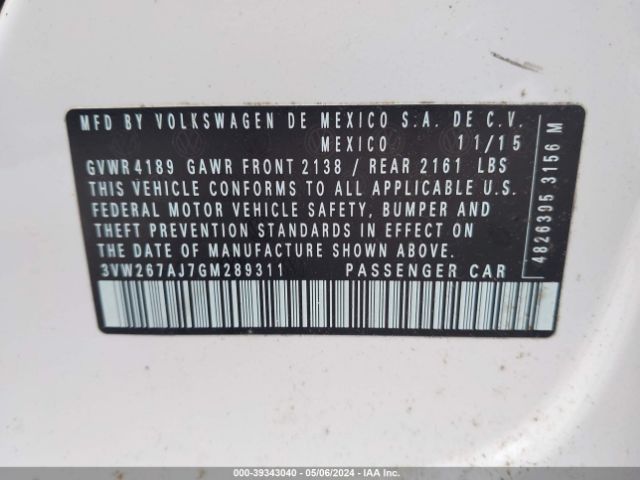 MFD BY VOLKSWAGEN DE MEXICO S.A. DE C.V.
MEXICO 11/15
GVWR 4189 GAWR FRONT 2138 / REAR 2161 LBS
THIS VEHICLE CONFORMS TO ALL APPLICABLE U.S.
FEDERAL MOTOR VEHICLE SAFETY, BUMPER AND
THEFT PREVENTION STANDARDS IN EFFECT ON
THE DATE OF MANUFACTURE SHOWN ABOVE.
3VW267AJ7GM289311 PASSENGER CAR
4826395 3156 M
000-39343040 - 05/06/2024 - IAA Inc.